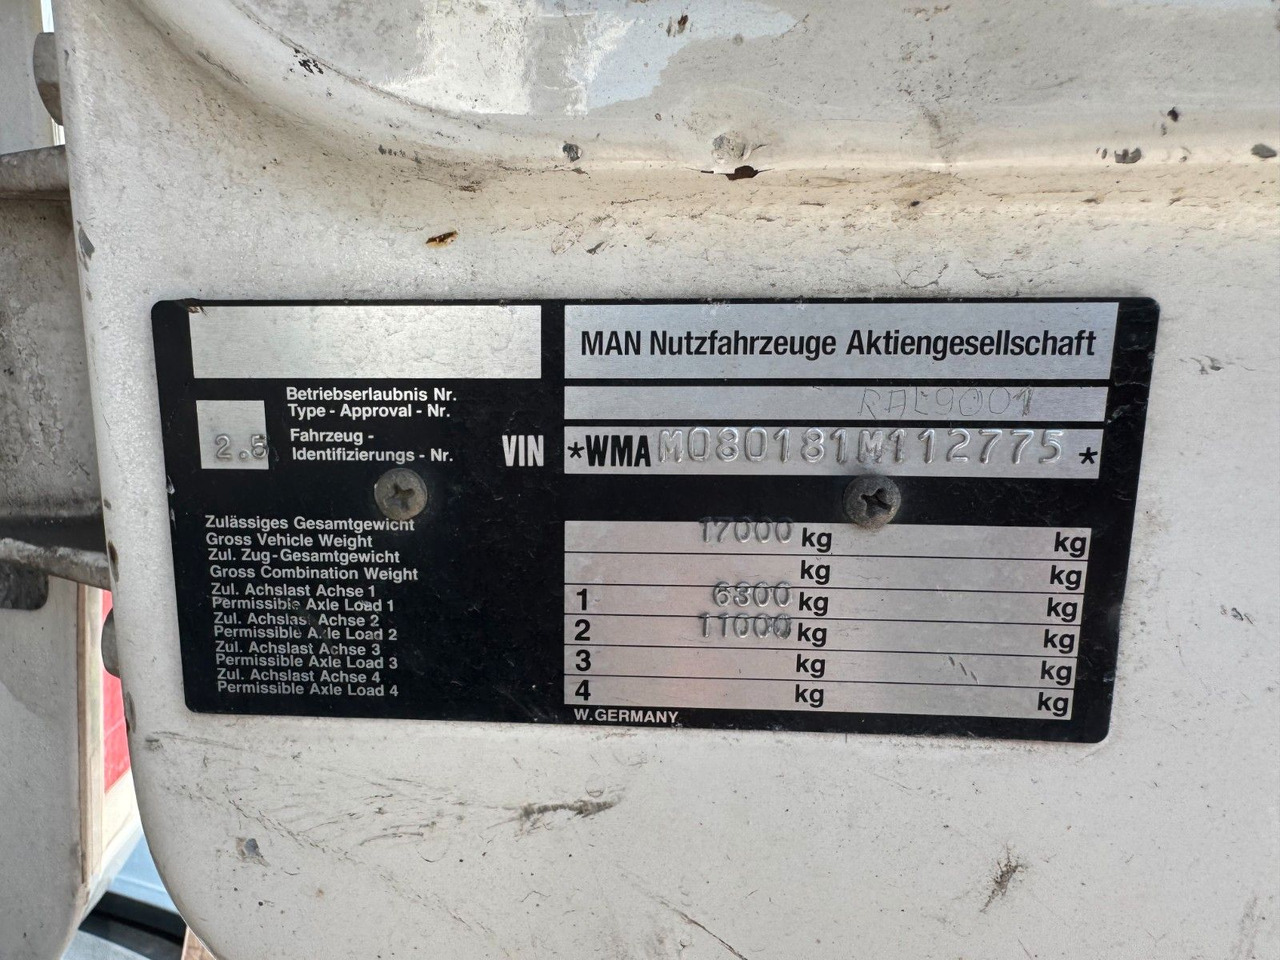 MAN Nutzfahrzeuge Aktiengesellschaft
Betriebserlaubnis Nr.
Type - Approval - Nr.
RAL9001
2.5
Fahrzeug -
Identifizierungs - Nr.
VIN
*WMAM080181M112775*
Zulässiges Gesamtgewicht
Gross Vehicle Weight
17000 kg
kg
Zul. Zug-Gesamtgewicht
Gross Combination Weight
kg
kg
Zul. Achslast Achse 1
Permissible Axle Load 1
1 6300 kg
kg
Zul. Achslast Achse 2
Permissible Axle Load 2
2 11000 kg
kg
Zul. Achslast Achse 3
Permissible Axle Load 3
3 kg
kg
Zul. Achslast Achse 4
Permissible Axle Load 4
4 kg
kg
W.GERMANY